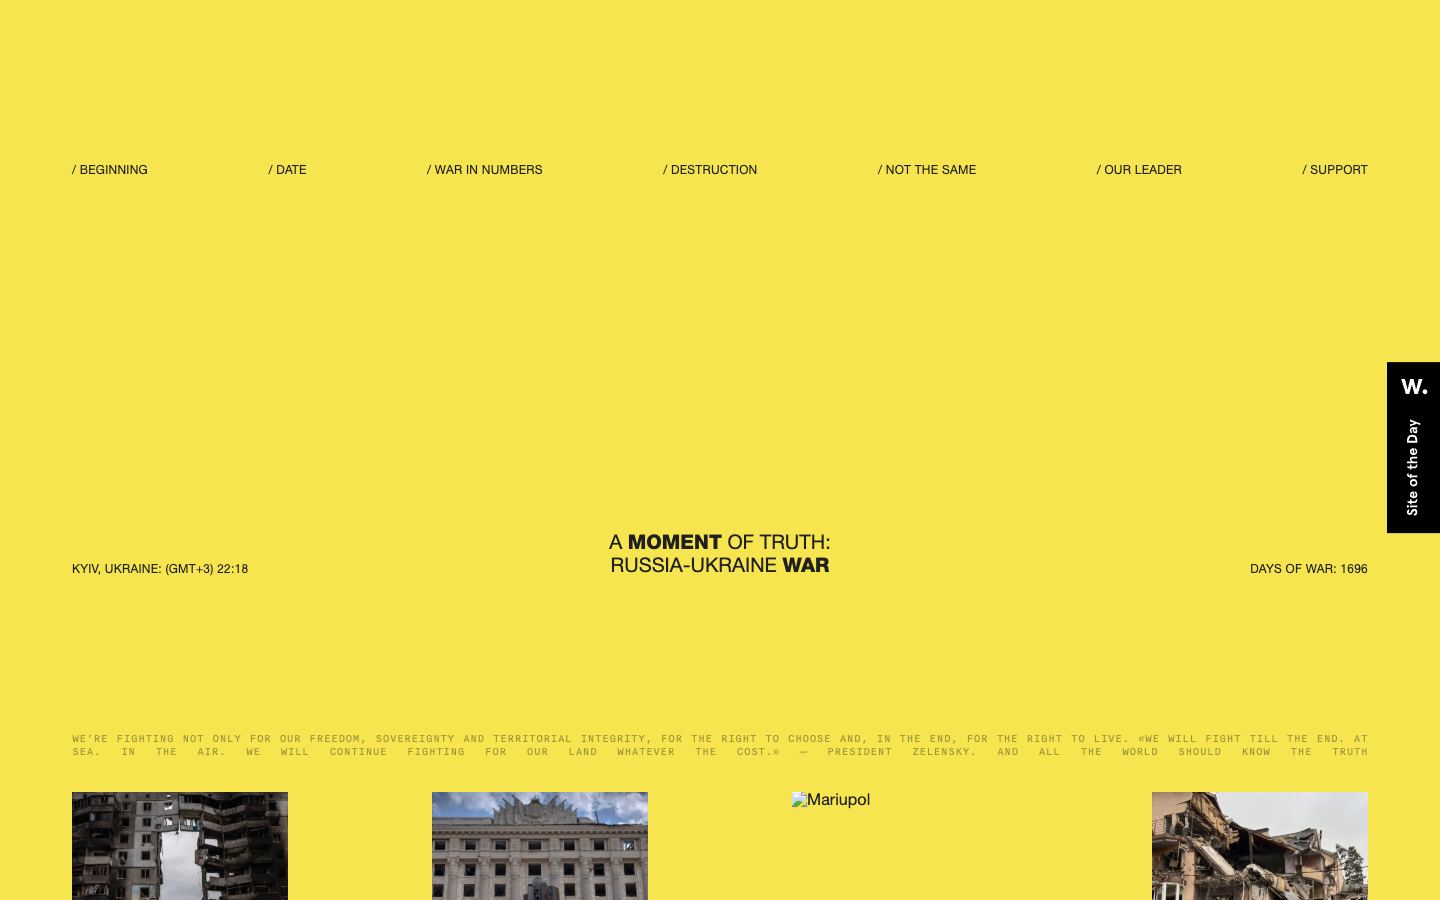 / BEGINNING
/ DATE
/ WAR IN NUMBERS
/ DESTRUCTION
/ NOT THE SAME
/ OUR LEADER
/ SUPPORT
W.
Site of the Day
A MOMENT OF TRUTH:
RUSSIA-UKRAINE WAR
KYIV, UKRAINE: (GMT+3) 22:18
DAYS OF WAR: 1696
WE’RE FIGHTING NOT ONLY FOR OUR FREEDOM, SOVEREIGNTY AND TERRITORIAL INTEGRITY, FOR THE RIGHT TO CHOOSE AND, IN THE END, FOR THE RIGHT TO LIVE. «WE WILL FIGHT TILL THE END. AT
SEA. IN THE AIR. WE WILL CONTINUE FIGHTING FOR OUR LAND WHATEVER THE COST.» — PRESIDENT ZELENSKY. AND ALL THE WORLD SHOULD KNOW THE TRUTH
Mariupol